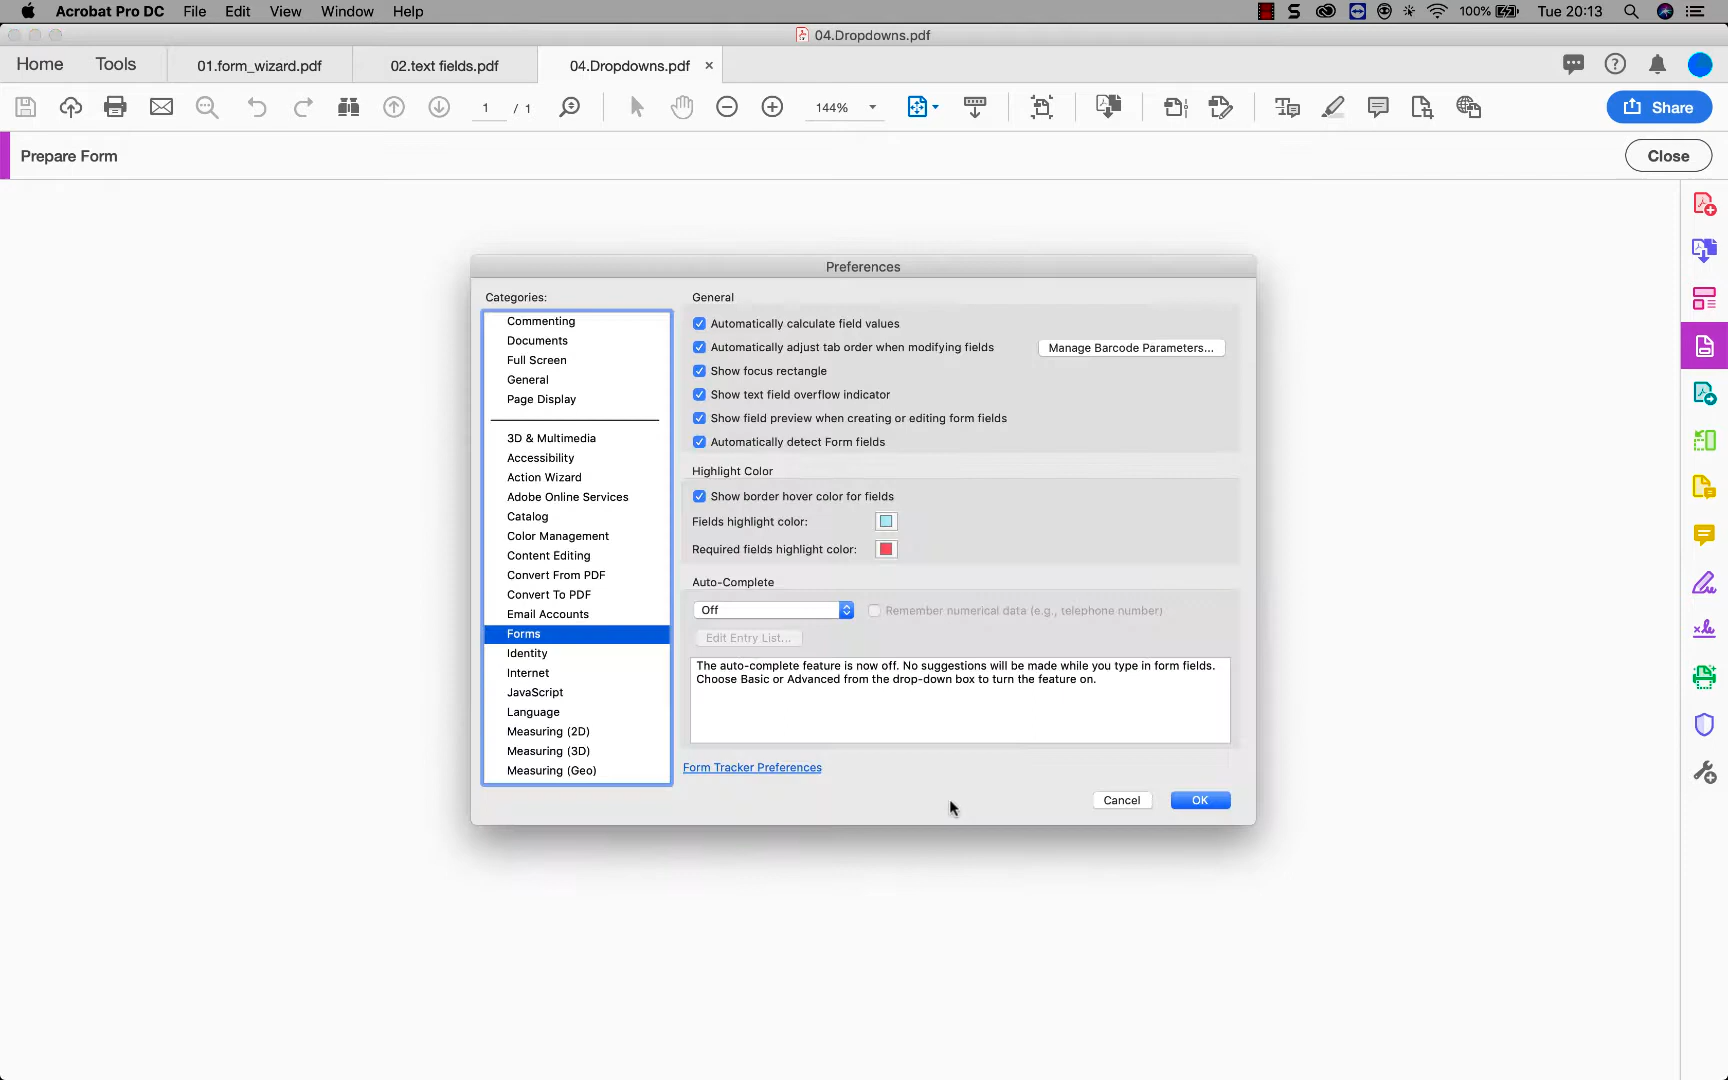 Acrobat Pro DC File Edit View Window Help 100% Tue 20:13
04.Dropdowns.pdf
Home Tools 01.form_wizard.pdf 02.text fields.pdf 04.Dropdowns.pdf ×
1 / 1 144% Share
Prepare Form Close
Preferences
Categories:
Commenting
Documents
Full Screen
General
Page Display
3D & Multimedia
Accessibility
Action Wizard
Adobe Online Services
Catalog
Color Management
Content Editing
Convert From PDF
Convert To PDF
Email Accounts
Forms
Identity
Internet
JavaScript
Language
Measuring (2D)
Measuring (3D)
Measuring (Geo)
General
Automatically calculate field values
Automatically adjust tab order when modifying fields Manage Barcode Parameters...
Show focus rectangle
Show text field overflow indicator
Show field preview when creating or editing form fields
Automatically detect Form fields
Highlight Color
Show border hover color for fields
Fields highlight color:
Required fields highlight color:
Auto-Complete
Off Remember numerical data (e.g., telephone number)
Edit Entry List...
The auto-complete feature is now off. No suggestions will be made while you type in form fields.
Choose Basic or Advanced from the drop-down box to turn the feature on.
Form Tracker Preferences
Cancel OK